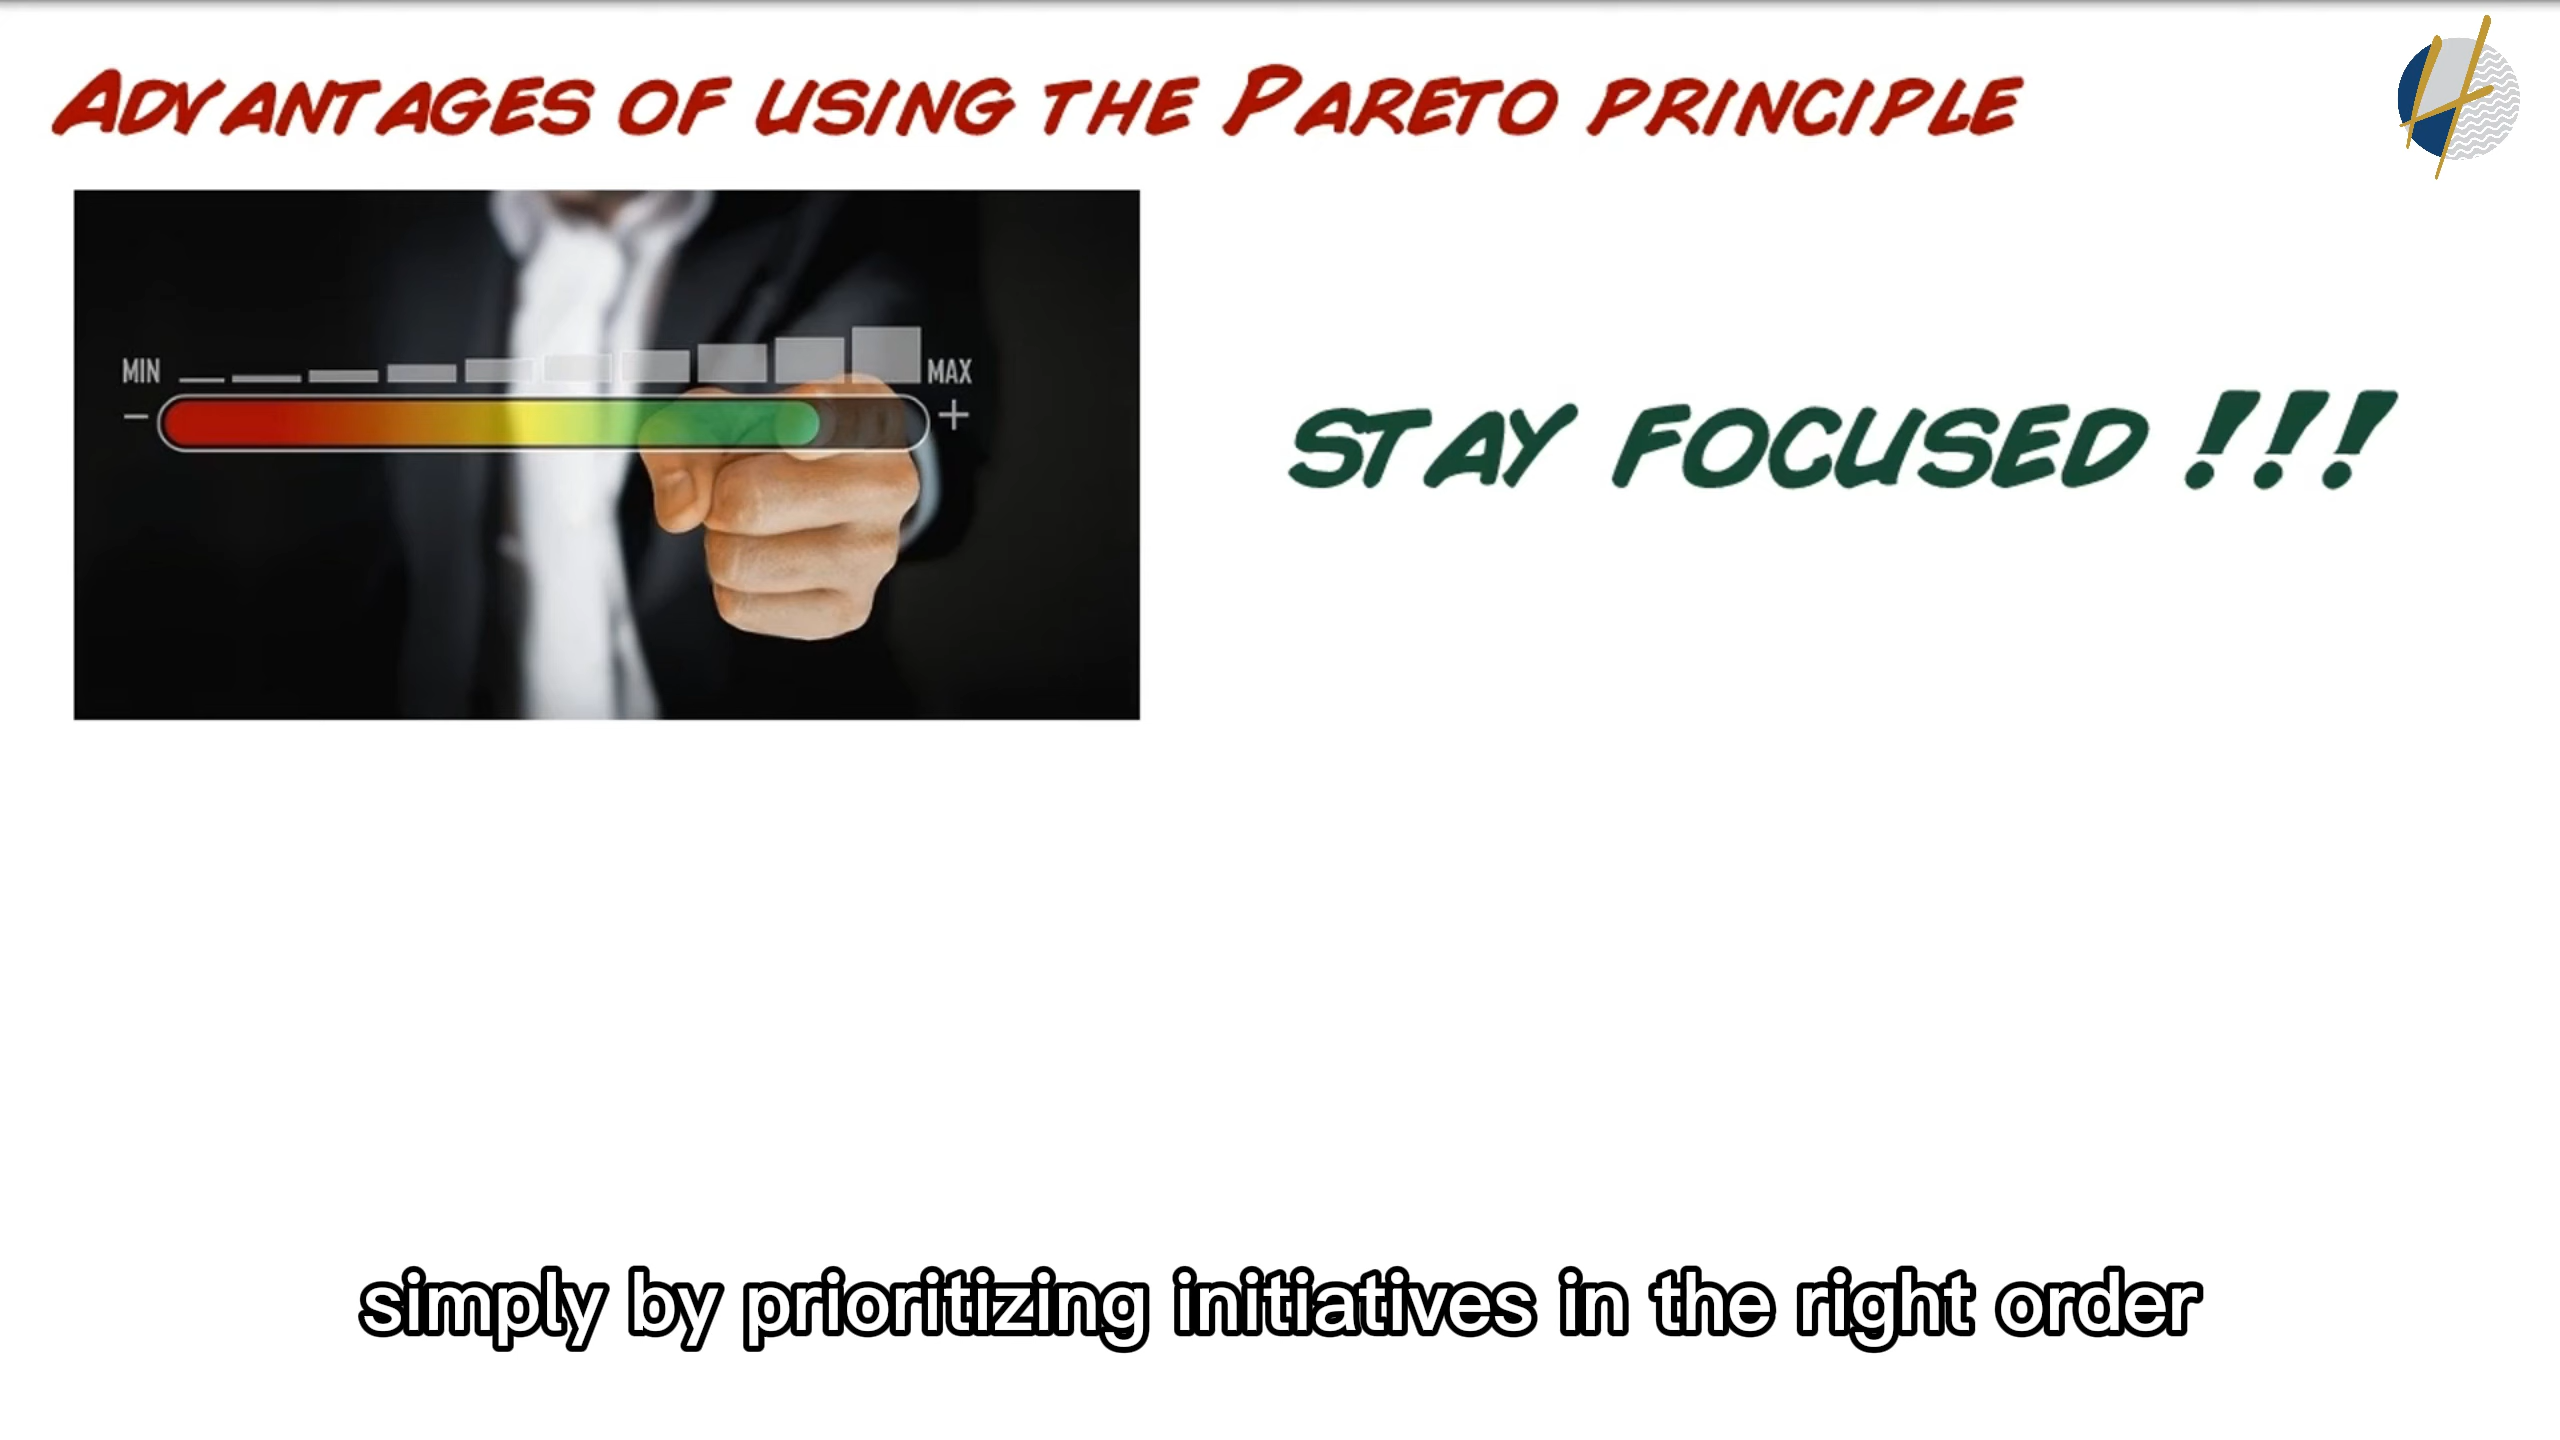 Advantages of using the Pareto principle
MIN MAX
- +
STAY FOCUSED !!!
simply by prioritizing initiatives in the right order